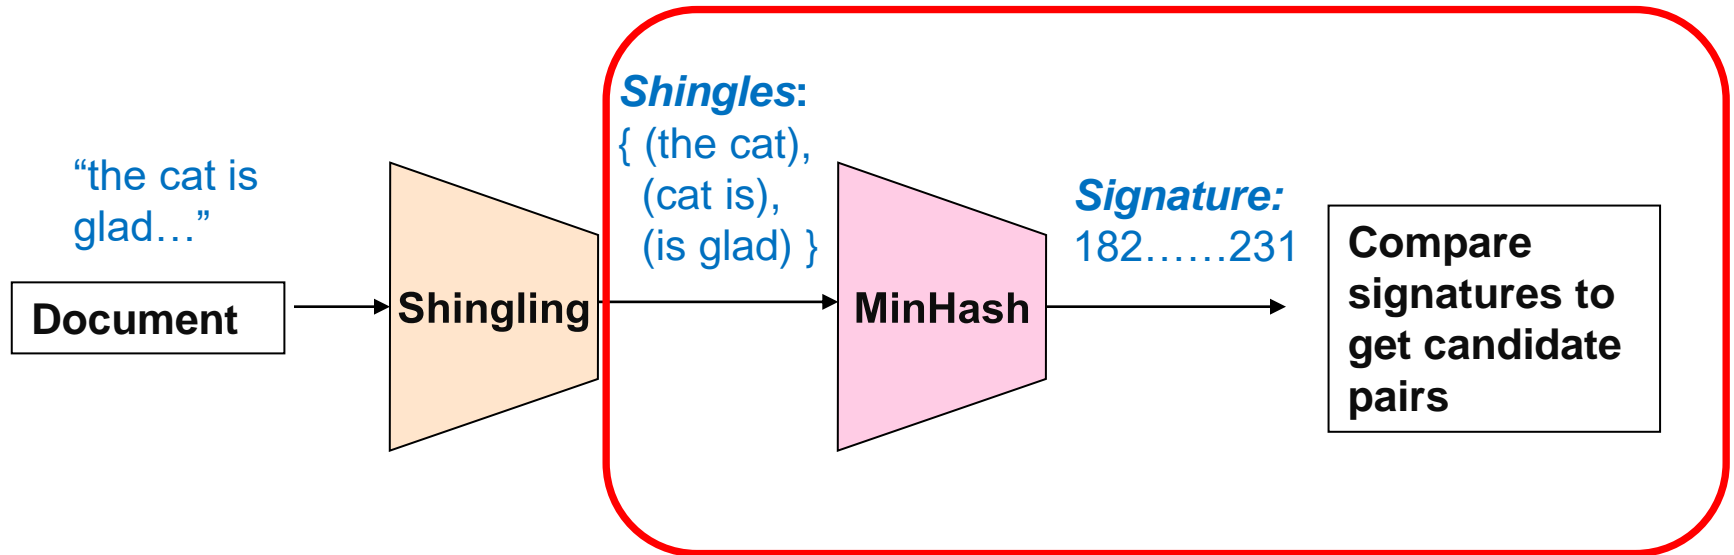 “the cat is
glad…”
Document
Shingling
Shingles:
{ (the cat),
(cat is),
(is glad) }
MinHash
Signature:
182……231
Compare
signatures to
get candidate
pairs